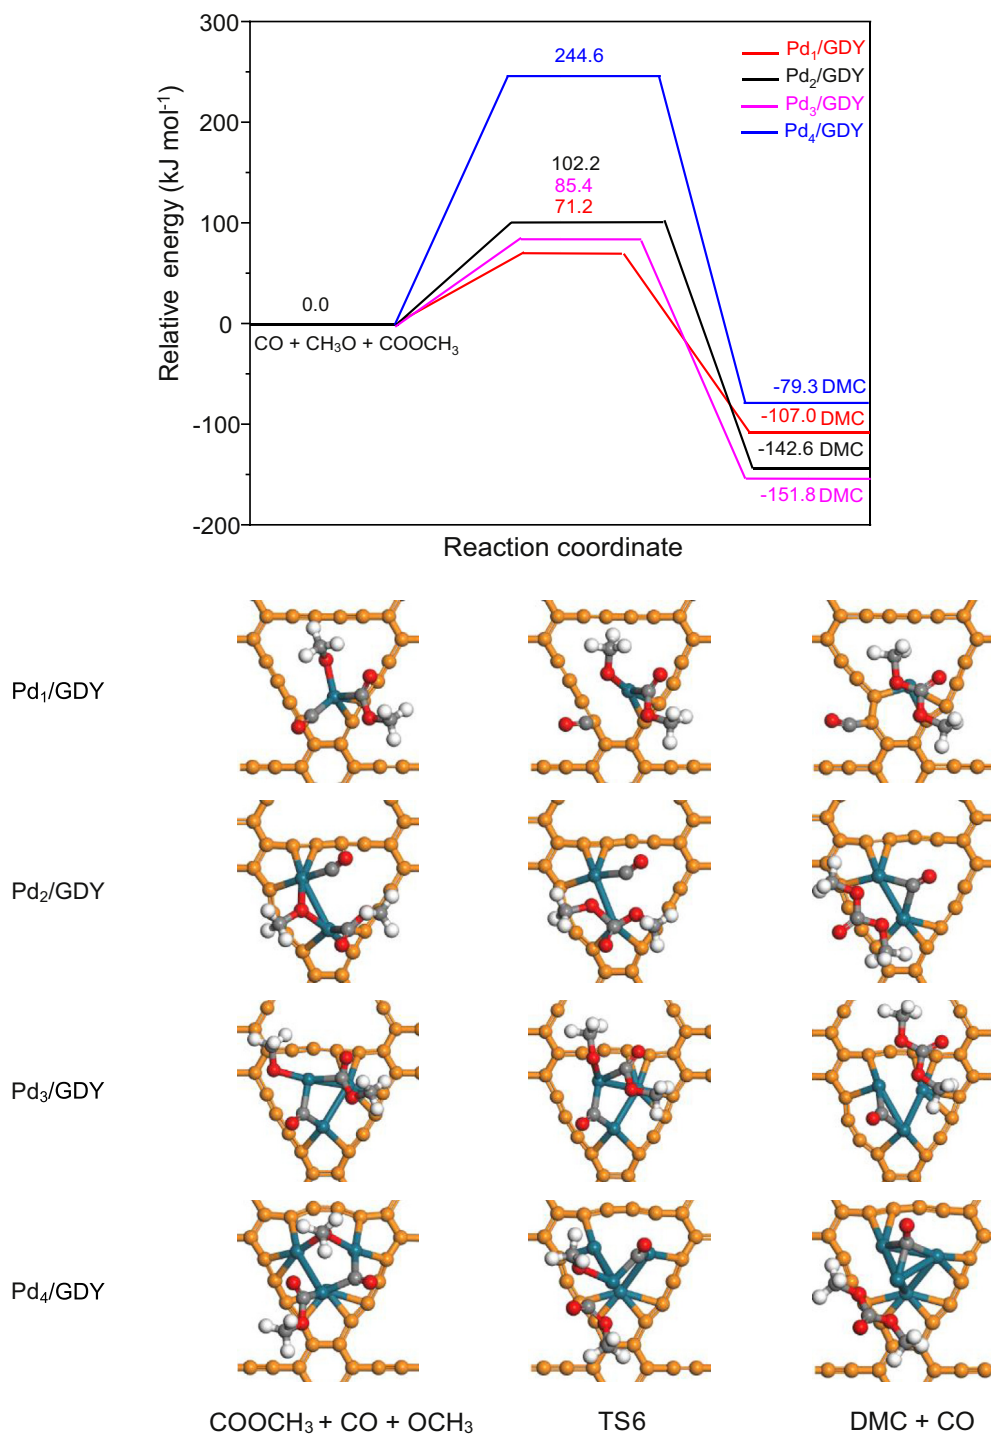 300
200
100
0
-100
-200
Relative energy (kJ mol⁻¹)
Reaction coordinate
Pd₁/GDY
Pd₂/GDY
Pd₃/GDY
Pd₄/GDY
244.6
102.2
85.4
71.2
0.0
CO + CH₃O + COOCH₃
-79.3 DMC
-107.0 DMC
-142.6 DMC
-151.8 DMC
Pd₁/GDY
Pd₂/GDY
Pd₃/GDY
Pd₄/GDY
COOCH₃ + CO + OCH₃
TS6
DMC + CO